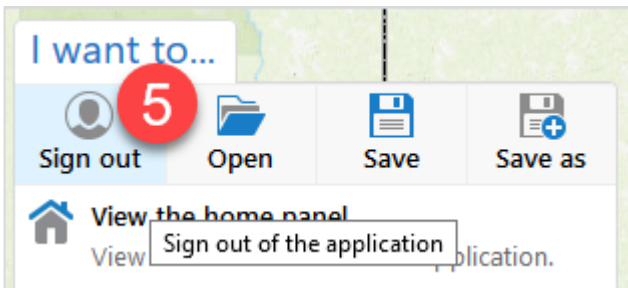 I want to...
5
Sign out Open Save Save as
View the home panel
Sign out of the application
View plication.